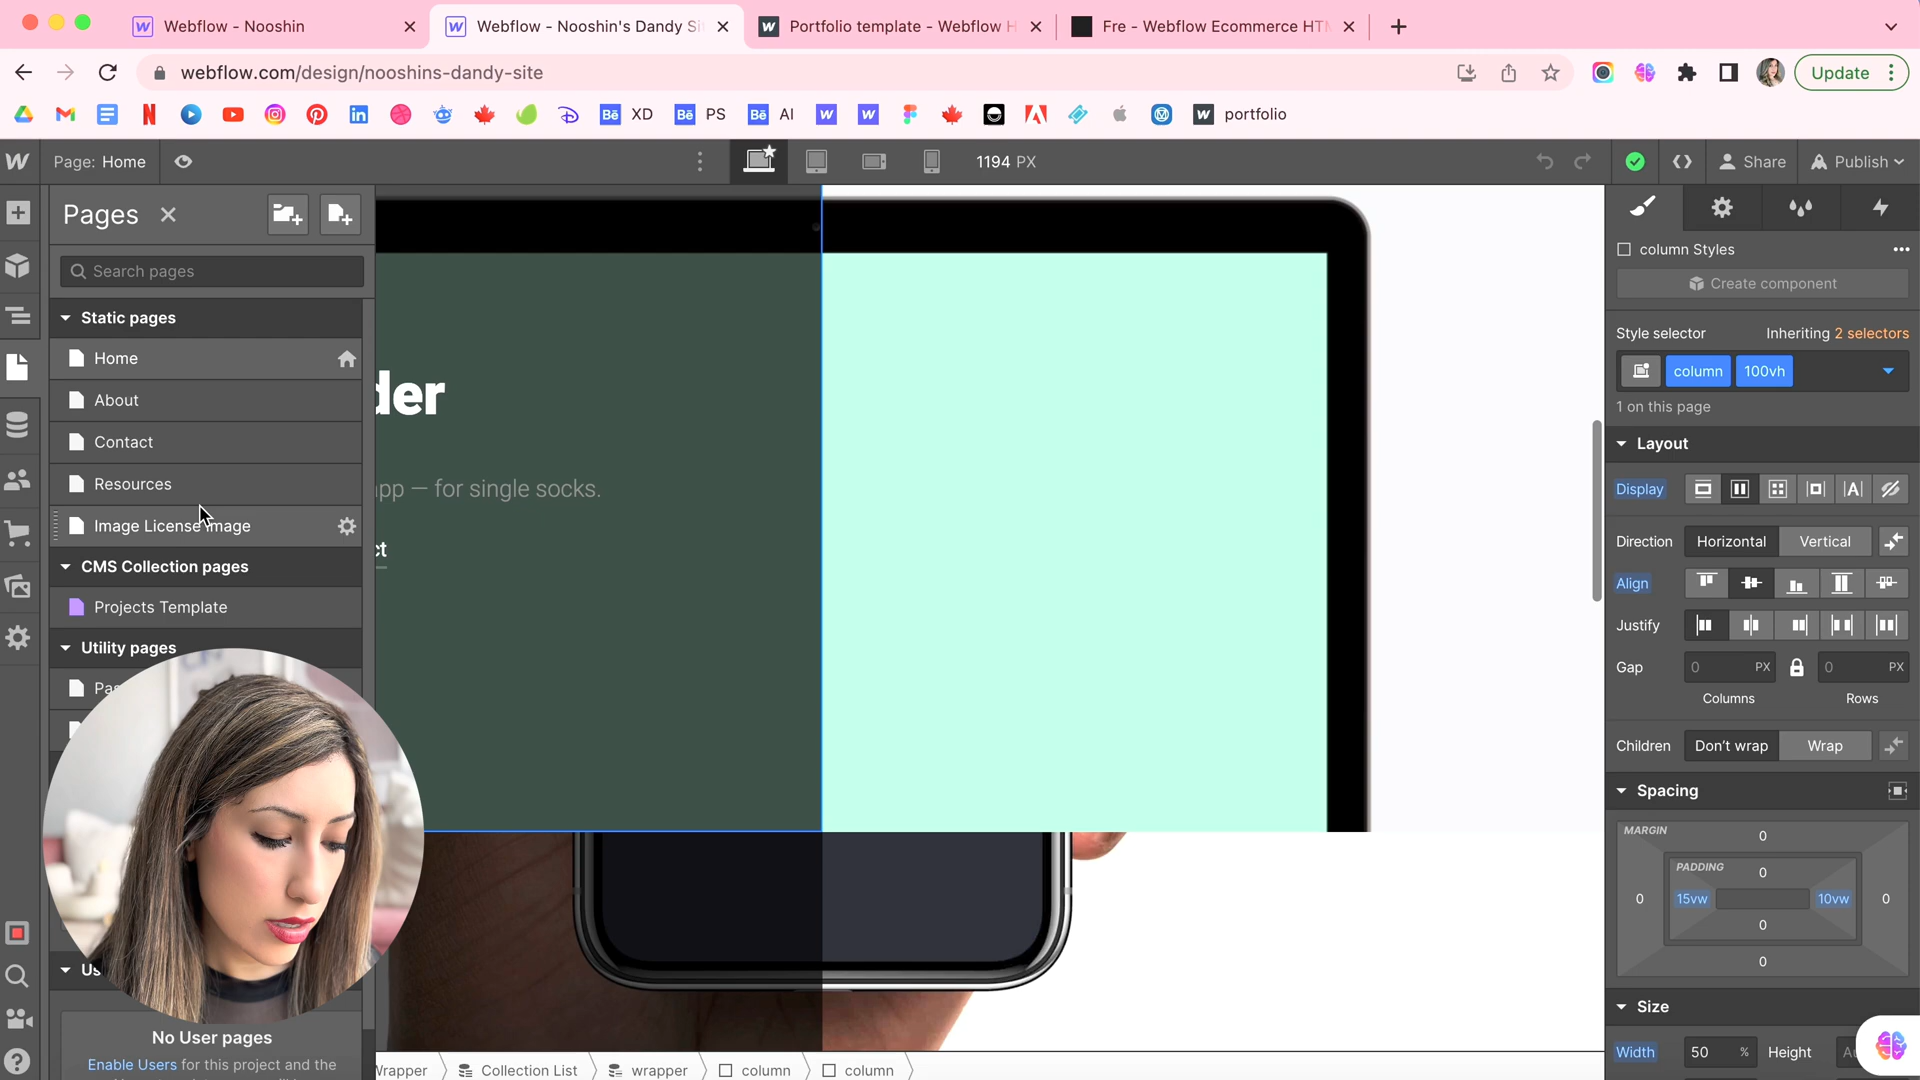 Webflow - Nooshin
Webflow - Nooshin's Dandy Si
Portfolio template - Webflow H
Fre - Webflow Ecommerce HT
webflow.com/design/nooshins-dandy-site
Update
XD
PS
AI
portfolio
Page: Home
1194 PX
Share
Publish
Pages
Search pages
Static pages
Home
About
Contact
Resources
Image License Image
CMS Collection pages
Projects Template
Utility pages
No User pages
Enable Users for this project and the
der
app — for single socks.
ct
Wrapper
Collection List
wrapper
column
column
column Styles
Create component
Style selector
Inheriting 2 selectors
column
100vh
1 on this page
Layout
Display
Direction
Horizontal
Vertical
Align
Justify
Gap
0 PX
0 PX
Columns
Rows
Children
Don't wrap
Wrap
Spacing
MARGIN
0
PADDING
0
0
15vw
10vw
0
0
0
Size
Width
50 %
Height